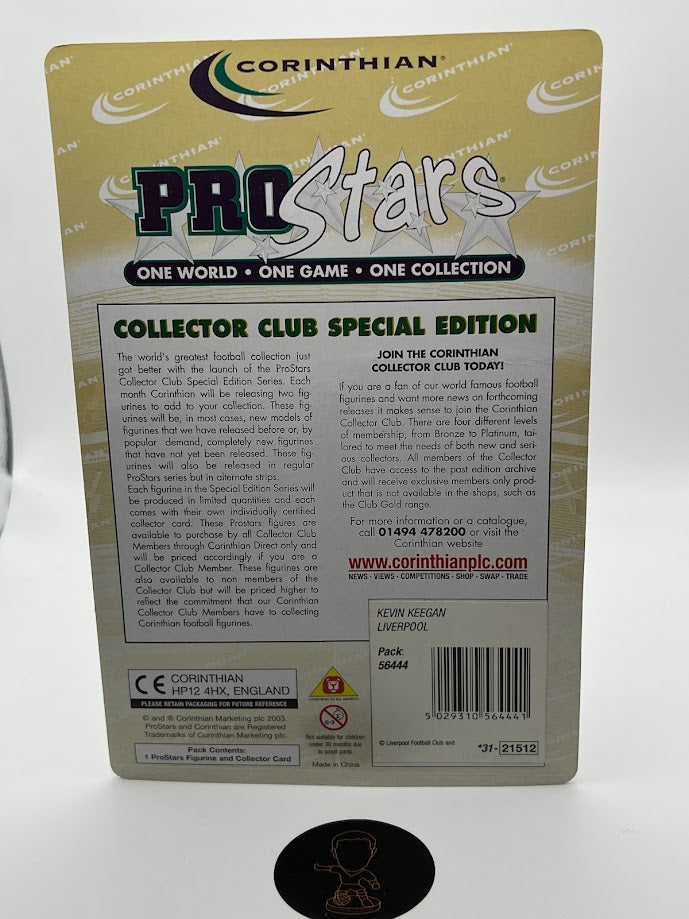 CORINTHIAN®
PROStars®
ONE WORLD • ONE GAME • ONE COLLECTION
COLLECTOR CLUB SPECIAL EDITION
The world's greatest football collection just
got better with the launch of the ProStars
Collector Club Special Edition Series. Each
month Corinthian will be releasing two fig-
urines to add to your collection. These fig-
urines will be, in most cases, new models of
figurines that we have released before or, by
popular demand, completely new figurines
that have not yet been released. These fig-
urines will also be released in regular
ProStars series but in alternate strips.
Each figurine in the Special Edition Series will
be produced in limited quantities and each
comes with their own individually certified
collector card. These Prostars figures are
available to purchase by all Collector Club
Members through Corinthian Direct only and
will be priced accordingly if you are a
Collector Club Member. These figurines are
also available to non members of the
Collector Club but will be priced higher to
reflect the commitment that our Corinthian
Collector Club Members have to collecting
Corinthian football figurines.
JOIN THE CORINTHIAN
COLLECTOR CLUB TODAY!
If you are a fan of our world famous football
figurines and want more news on forthcoming
releases it makes sense to join the Corinthian
Collector Club. There are four different levels
of membership, from Bronze to Platinum, tai-
lored to meet the needs of both new and seri-
ous collectors. All members of the Collector
Club have access to the past edition archive
and will receive exclusive members only prod-
uct that is not available in the shops, such as
the Club Gold range.
For more information or a catalogue,
call 01494 478200 or visit the
Corinthian website
www.corinthianplc.com
NEWS · VIEWS · COMPETITIONS · SHOP · SWAP · TRADE
KEVIN KEEGAN
LIVERPOOL
Pack:
56444
5 029310 564441
© Liverpool Football Club and
*31- 21512
CE CORINTHIAN
HP12 4HX, ENGLAND
PLEASE RETAIN PACKAGING FOR FUTURE REFERENCE
© and ® Corinthian Marketing plc 2003.
ProStars and Corinthian are Registered
Trademarks of Corinthian Marketing plc.
Pack Contents:
1 ProStars Figurine and Collector Card
0-3
Not suitable for children
under 36 months due
to small parts.
Made in China